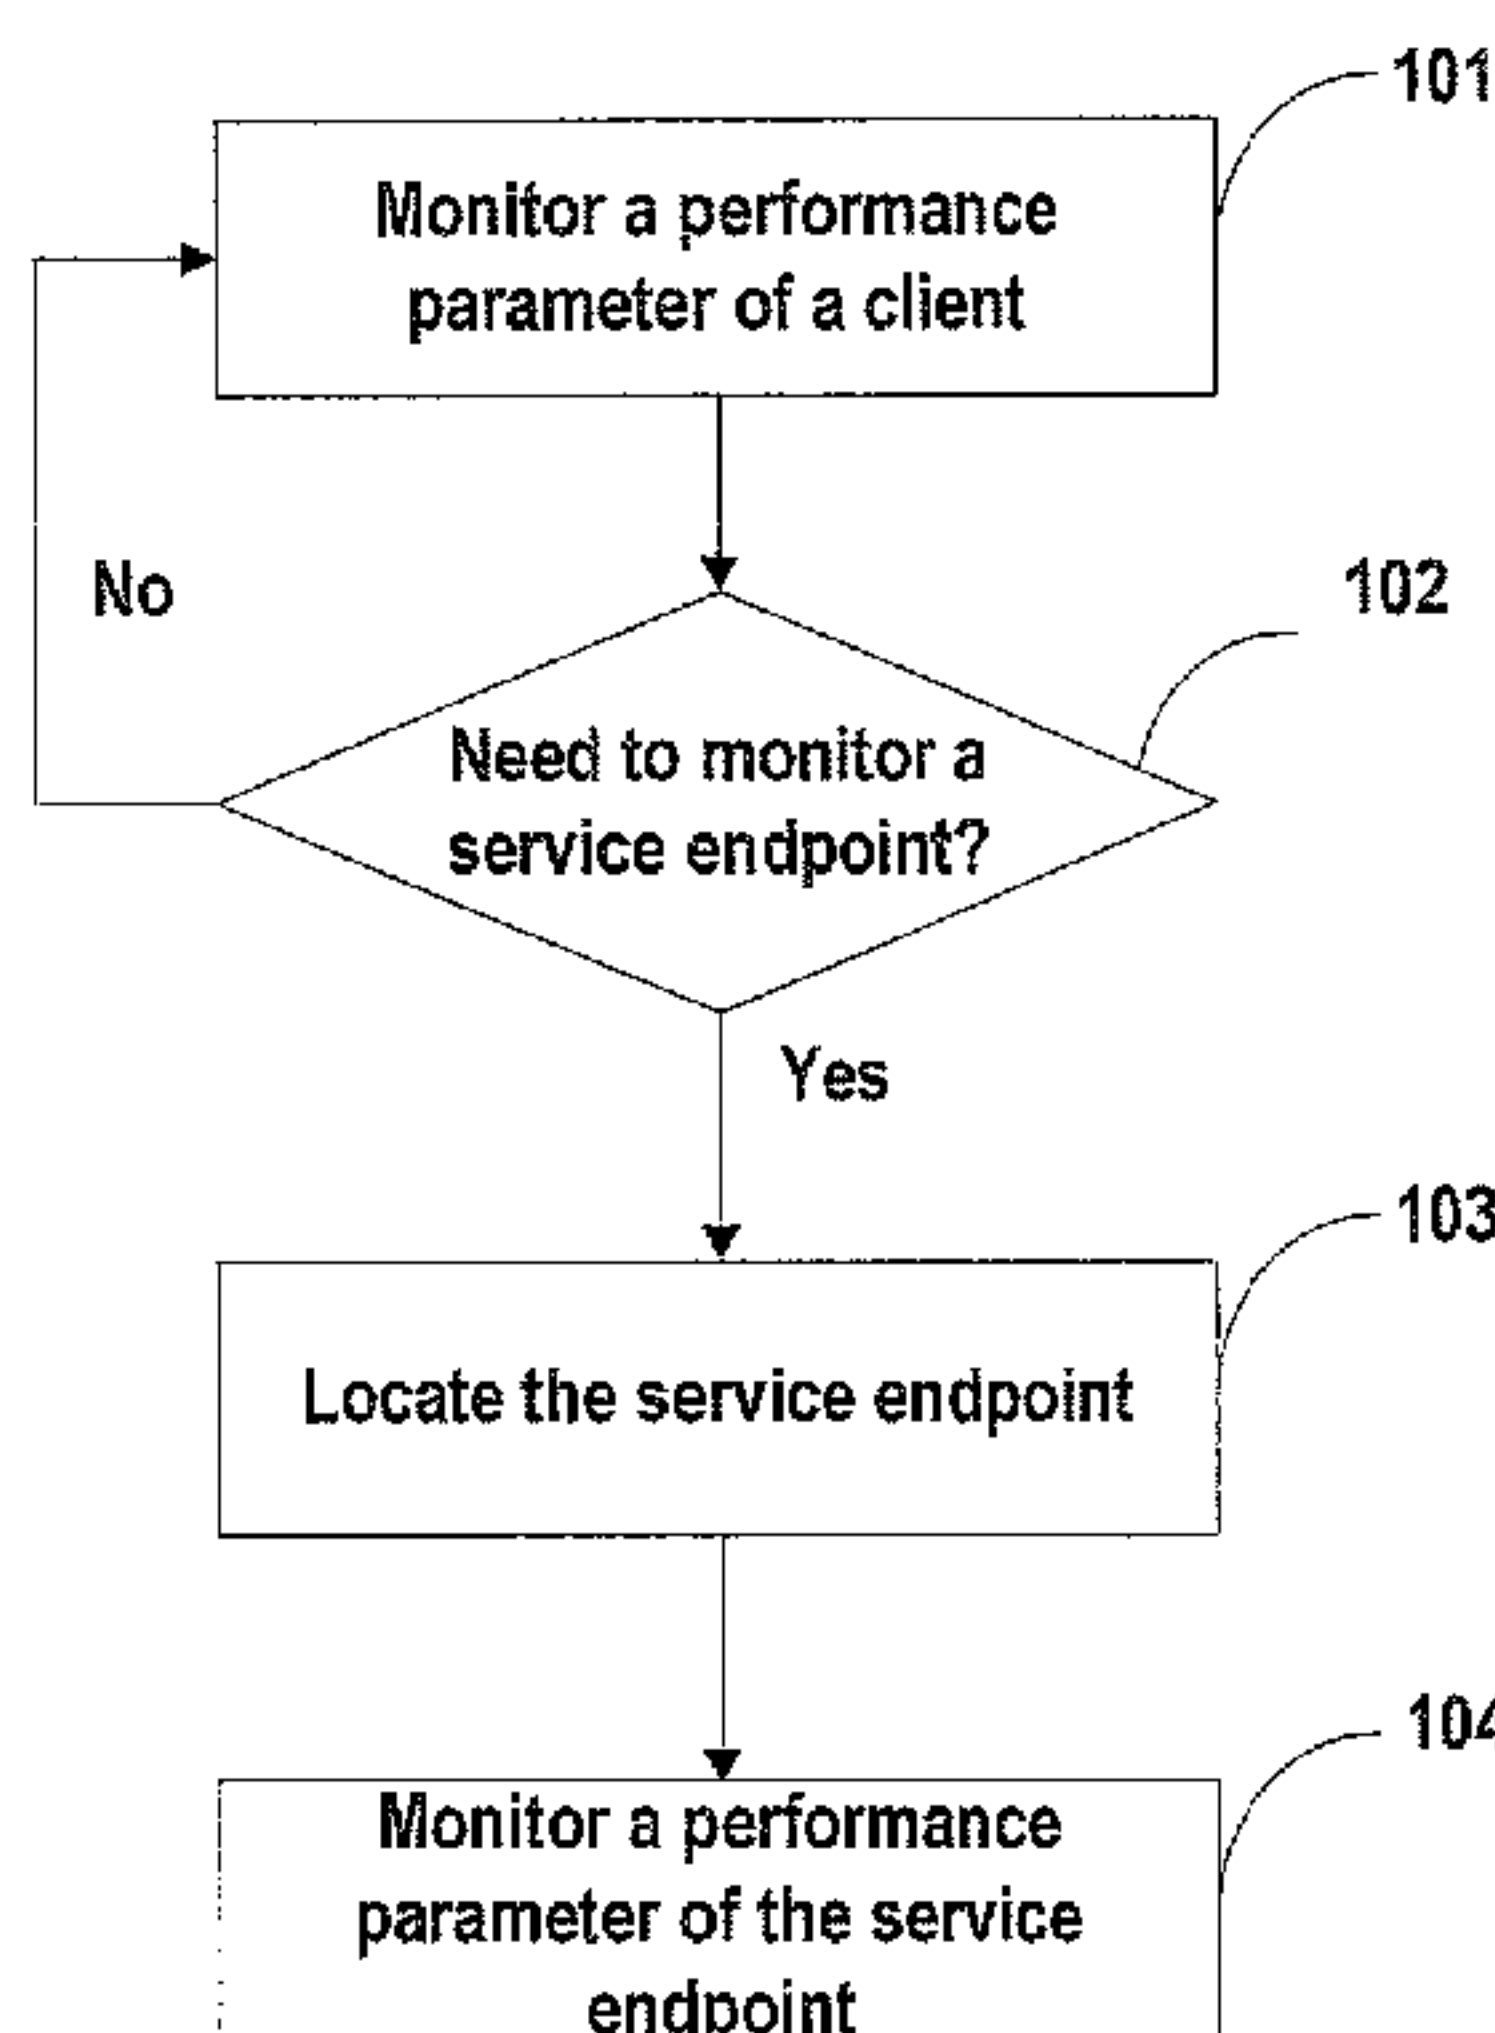 101
Monitor a performance
parameter of a client
No
102
Need to monitor a
service endpoint?
Yes
103
Locate the service endpoint
104
Monitor a performance
parameter of the service
endpoint